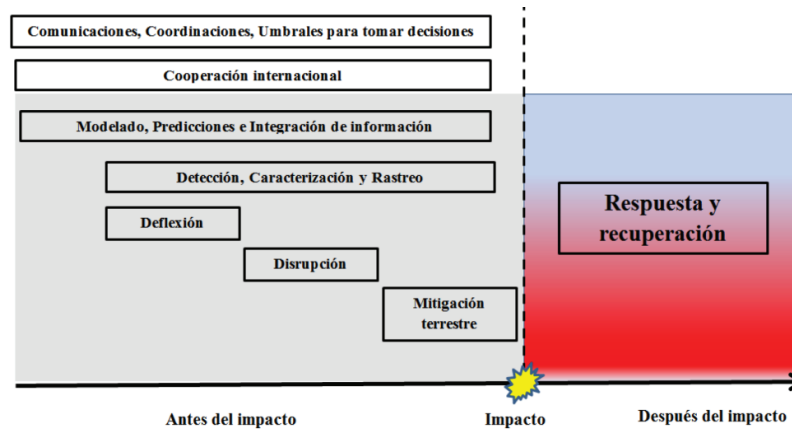 Comunicaciones, Coordinaciones, Umbrales para tomar decisiones
Cooperación internacional
Modelado, Predicciones e Integración de información
Detección, Caracterización y Rastreo
Deflexión
Disrupción
Mitigación
terrestre
Respuesta y
recuperación
Antes del impacto
Impacto
Después del impacto